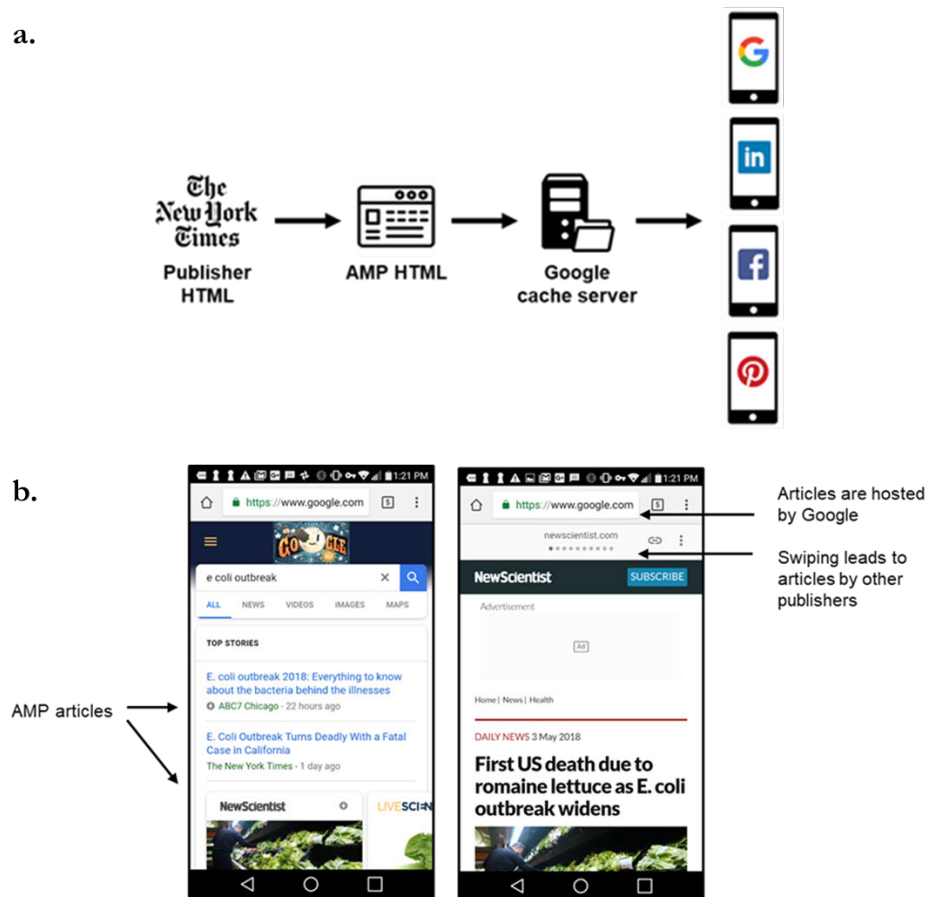 a.
The
New York
Times
Publisher
HTML
AMP HTML
Google
cache server
G
in
f
b.
1:21 PM
https://www.google.com
5
GOOGLE
e coli outbreak
ALL NEWS VIDEOS IMAGES MAPS
TOP STORIES
E. coli outbreak 2018: Everything to know
about the bacteria behind the illnesses
ABC7 Chicago - 22 hours ago
E. Coli Outbreak Turns Deadly With a Fatal
Case in California
The New York Times - 1 day ago
NewScientist
LIVESCIEN
AMP articles
1:21 PM
https://www.google.com
5
newscientist.com
NewScientist
SUBSCRIBE
Advertisement
Ad
Home | News | Health
DAILY NEWS 3 May 2018
First US death due to
romaine lettuce as E. coli
outbreak widens
Articles are hosted
by Google
Swiping leads to
articles by other
publishers